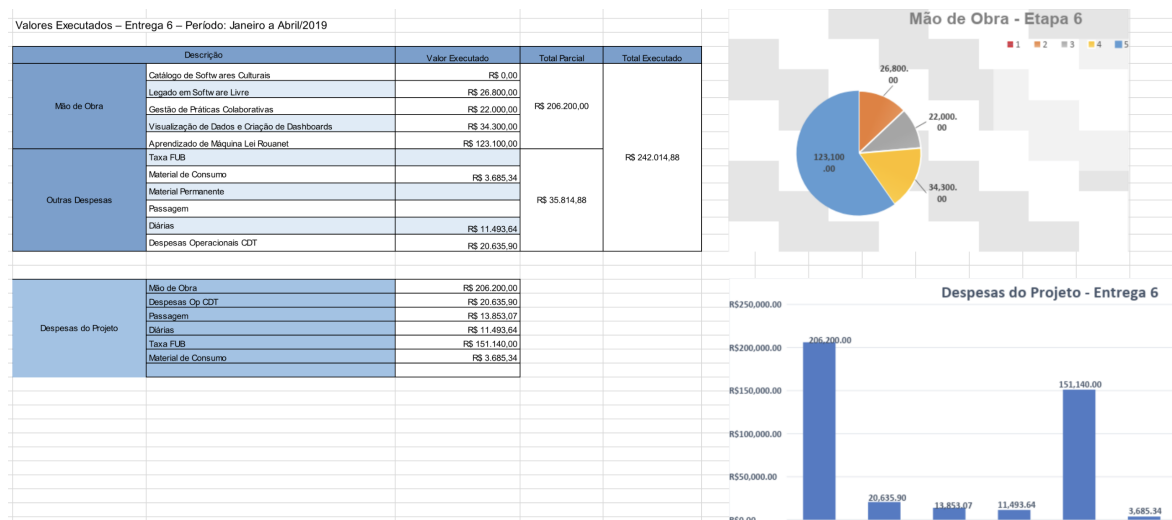 Valores Executados – Entrega 6 – Período: Janeiro a Abril/2019
Descrição Valor Executado Total Parcial Total Executado
Mão de Obra
Catálogo de Softwares Culturais R$ 0,00
Legado em Software Livre R$ 26.800,00
Gestão de Práticas Colaborativas R$ 22.000,00
Visualização de Dados e Criação de Dashboards R$ 34.300,00
Aprendizado de Máquina Lei Rouanet R$ 123.100,00
R$ 206.200,00
Outras Despesas
Taxa FUB
Material de Consumo R$ 3.685,34
Material Permanente
Passagem
Diárias R$ 11.493,64
Despesas Operacionais CDT R$ 20.635,90
R$ 35.814,88
R$ 242.014,88
Despesas do Projeto
Mão de Obra R$ 206.200,00
Despesas Op CDT R$ 20.635,90
Passagem R$ 13.853,07
Diárias R$ 11.493,64
Taxa FUB R$ 151.140,00
Material de Consumo R$ 3.685,34
Mão de Obra - Etapa 6
1 2 3 4 5
26,800.
00
22,000.
00
34,300.
00
123,100
.00
Despesas do Projeto - Entrega 6
R$250,000.00
R$200,000.00
R$150,000.00
R$100,000.00
R$50,000.00
R$0.00
206,200.00
20,635.90
13,853.07
11,493.64
151,140.00
3,685.34